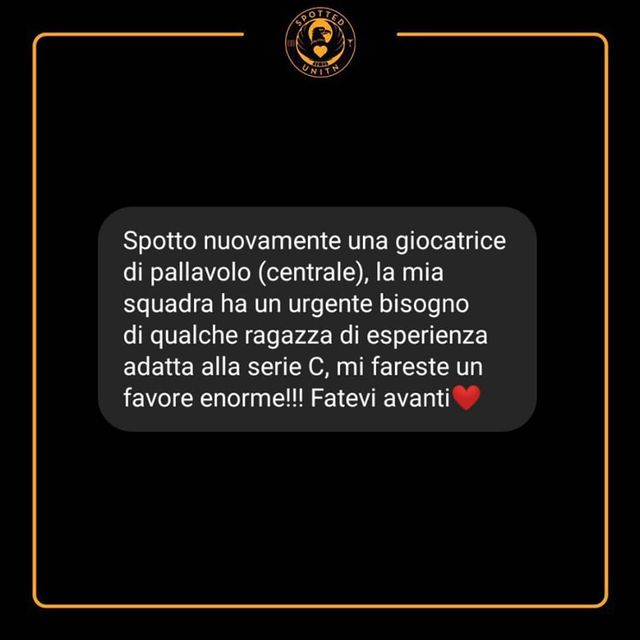 SPOTTED
UNITN
Spotto nuovamente una giocatrice
di pallavolo (centrale), la mia
squadra ha un urgente bisogno
di qualche ragazza di esperienza
adatta alla serie C, mi fareste un
favore enorme!!! Fatevi avanti❤️